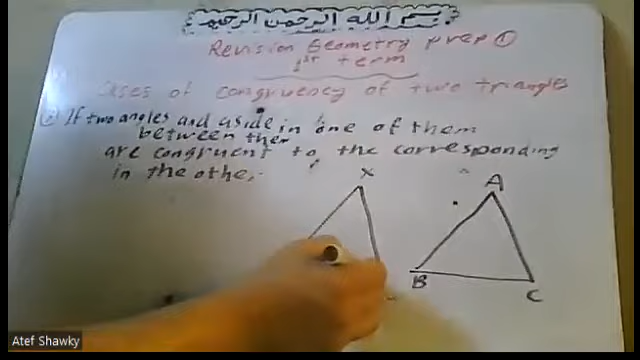 بسم الله الرحمن الرحيم
Revision Geometry prep ①
1st term
Cases of congruency of two triangles
② If two angles and a side in one of them
between them
are congruent to the corresponding
in the other
X
A
B
C
Atef Shawky